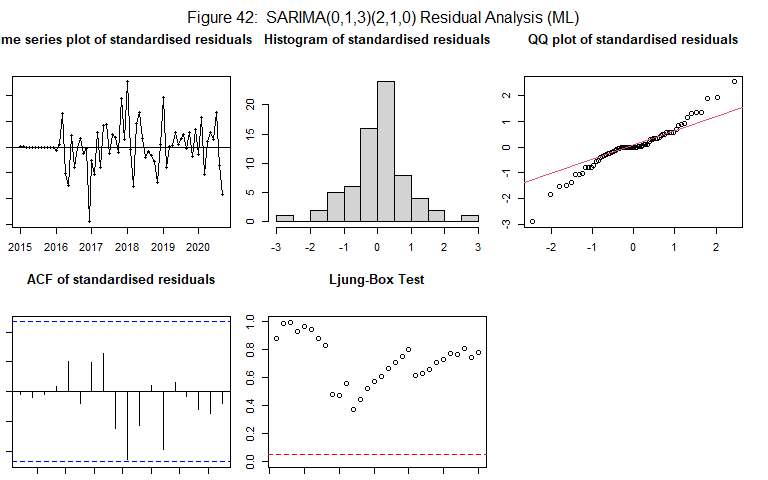 Figure 42: SARIMA(0,1,3)(2,1,0) Residual Analysis (ML)
me series plot of standardised residuals
Histogram of standardised residuals
QQ plot of standardised residuals
2015 2016 2017 2018 2019 2020
20
15
10
5
0
-3 -2 -1 0 1 2 3
2
1
0
-1
-2
-3
-2 -1 0 1 2
ACF of standardised residuals
Ljung-Box Test
1.0
0.8
0.6
0.4
0.2
0.0